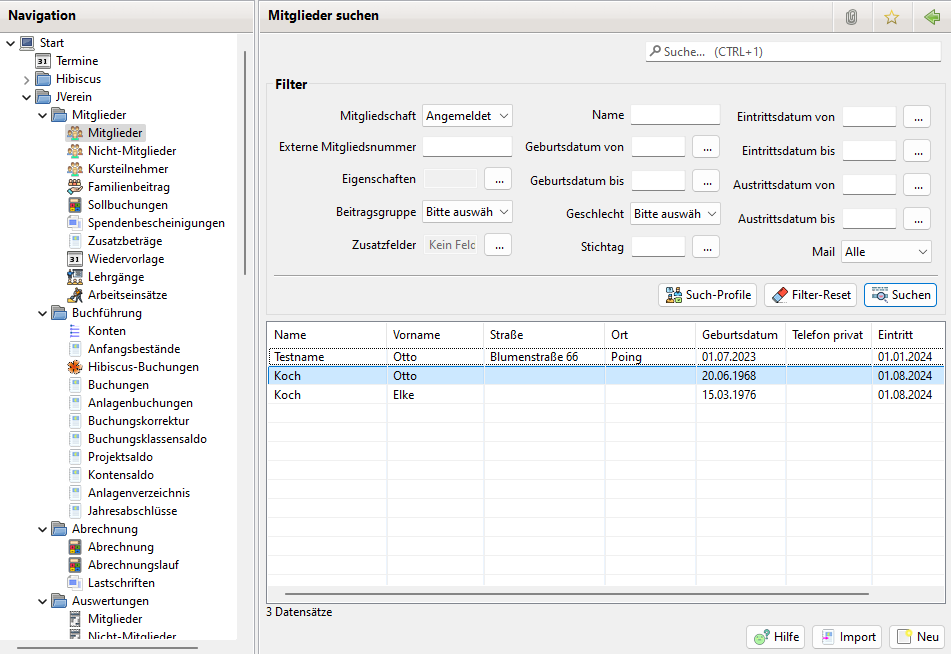 Navigation
Start
31 Termine
Hibiscus
JVerein
Mitglieder
Mitglieder
Nicht-Mitglieder
Kursteilnehmer
Familienbeitrag
Sollbuchungen
Spendenbescheinigungen
Zusatzbeträge
31 Wiedervorlage
Lehrgänge
Arbeitseinsätze
Buchführung
Konten
Anfangsbestände
Hibiscus-Buchungen
Buchungen
Anlagenbuchungen
Buchungskorrektur
Buchungsklassensaldo
Projektsaldo
Kontensaldo
Anlagenverzeichnis
Jahresabschlüsse
Abrechnung
Abrechnung
Abrechnungslauf
Lastschriften
Auswertungen
Mitglieder
Nicht-Mitglieder
Mitglieder suchen
Suche... (CTRL+1)
Filter
Mitgliedschaft Angemeldet
Externe Mitgliedsnummer
Eigenschaften ...
Beitragsgruppe Bitte auswäh
Zusatzfelder Kein Feld ...
Name
Geburtsdatum von ...
Geburtsdatum bis ...
Geschlecht Bitte auswäh
Stichtag ...
Eintrittsdatum von ...
Eintrittsdatum bis ...
Austrittsdatum von ...
Austrittsdatum bis ...
Mail Alle
Such-Profile Filter-Reset Suchen
Name Vorname Straße Ort Geburtsdatum Telefon privat Eintritt
Testname Otto Blumenstraße 66 Poing 01.07.2023 01.01.2024
Koch Otto 20.06.1968 01.08.2024
Koch Elke 15.03.1976 01.08.2024
3 Datensätze
Hilfe Import Neu